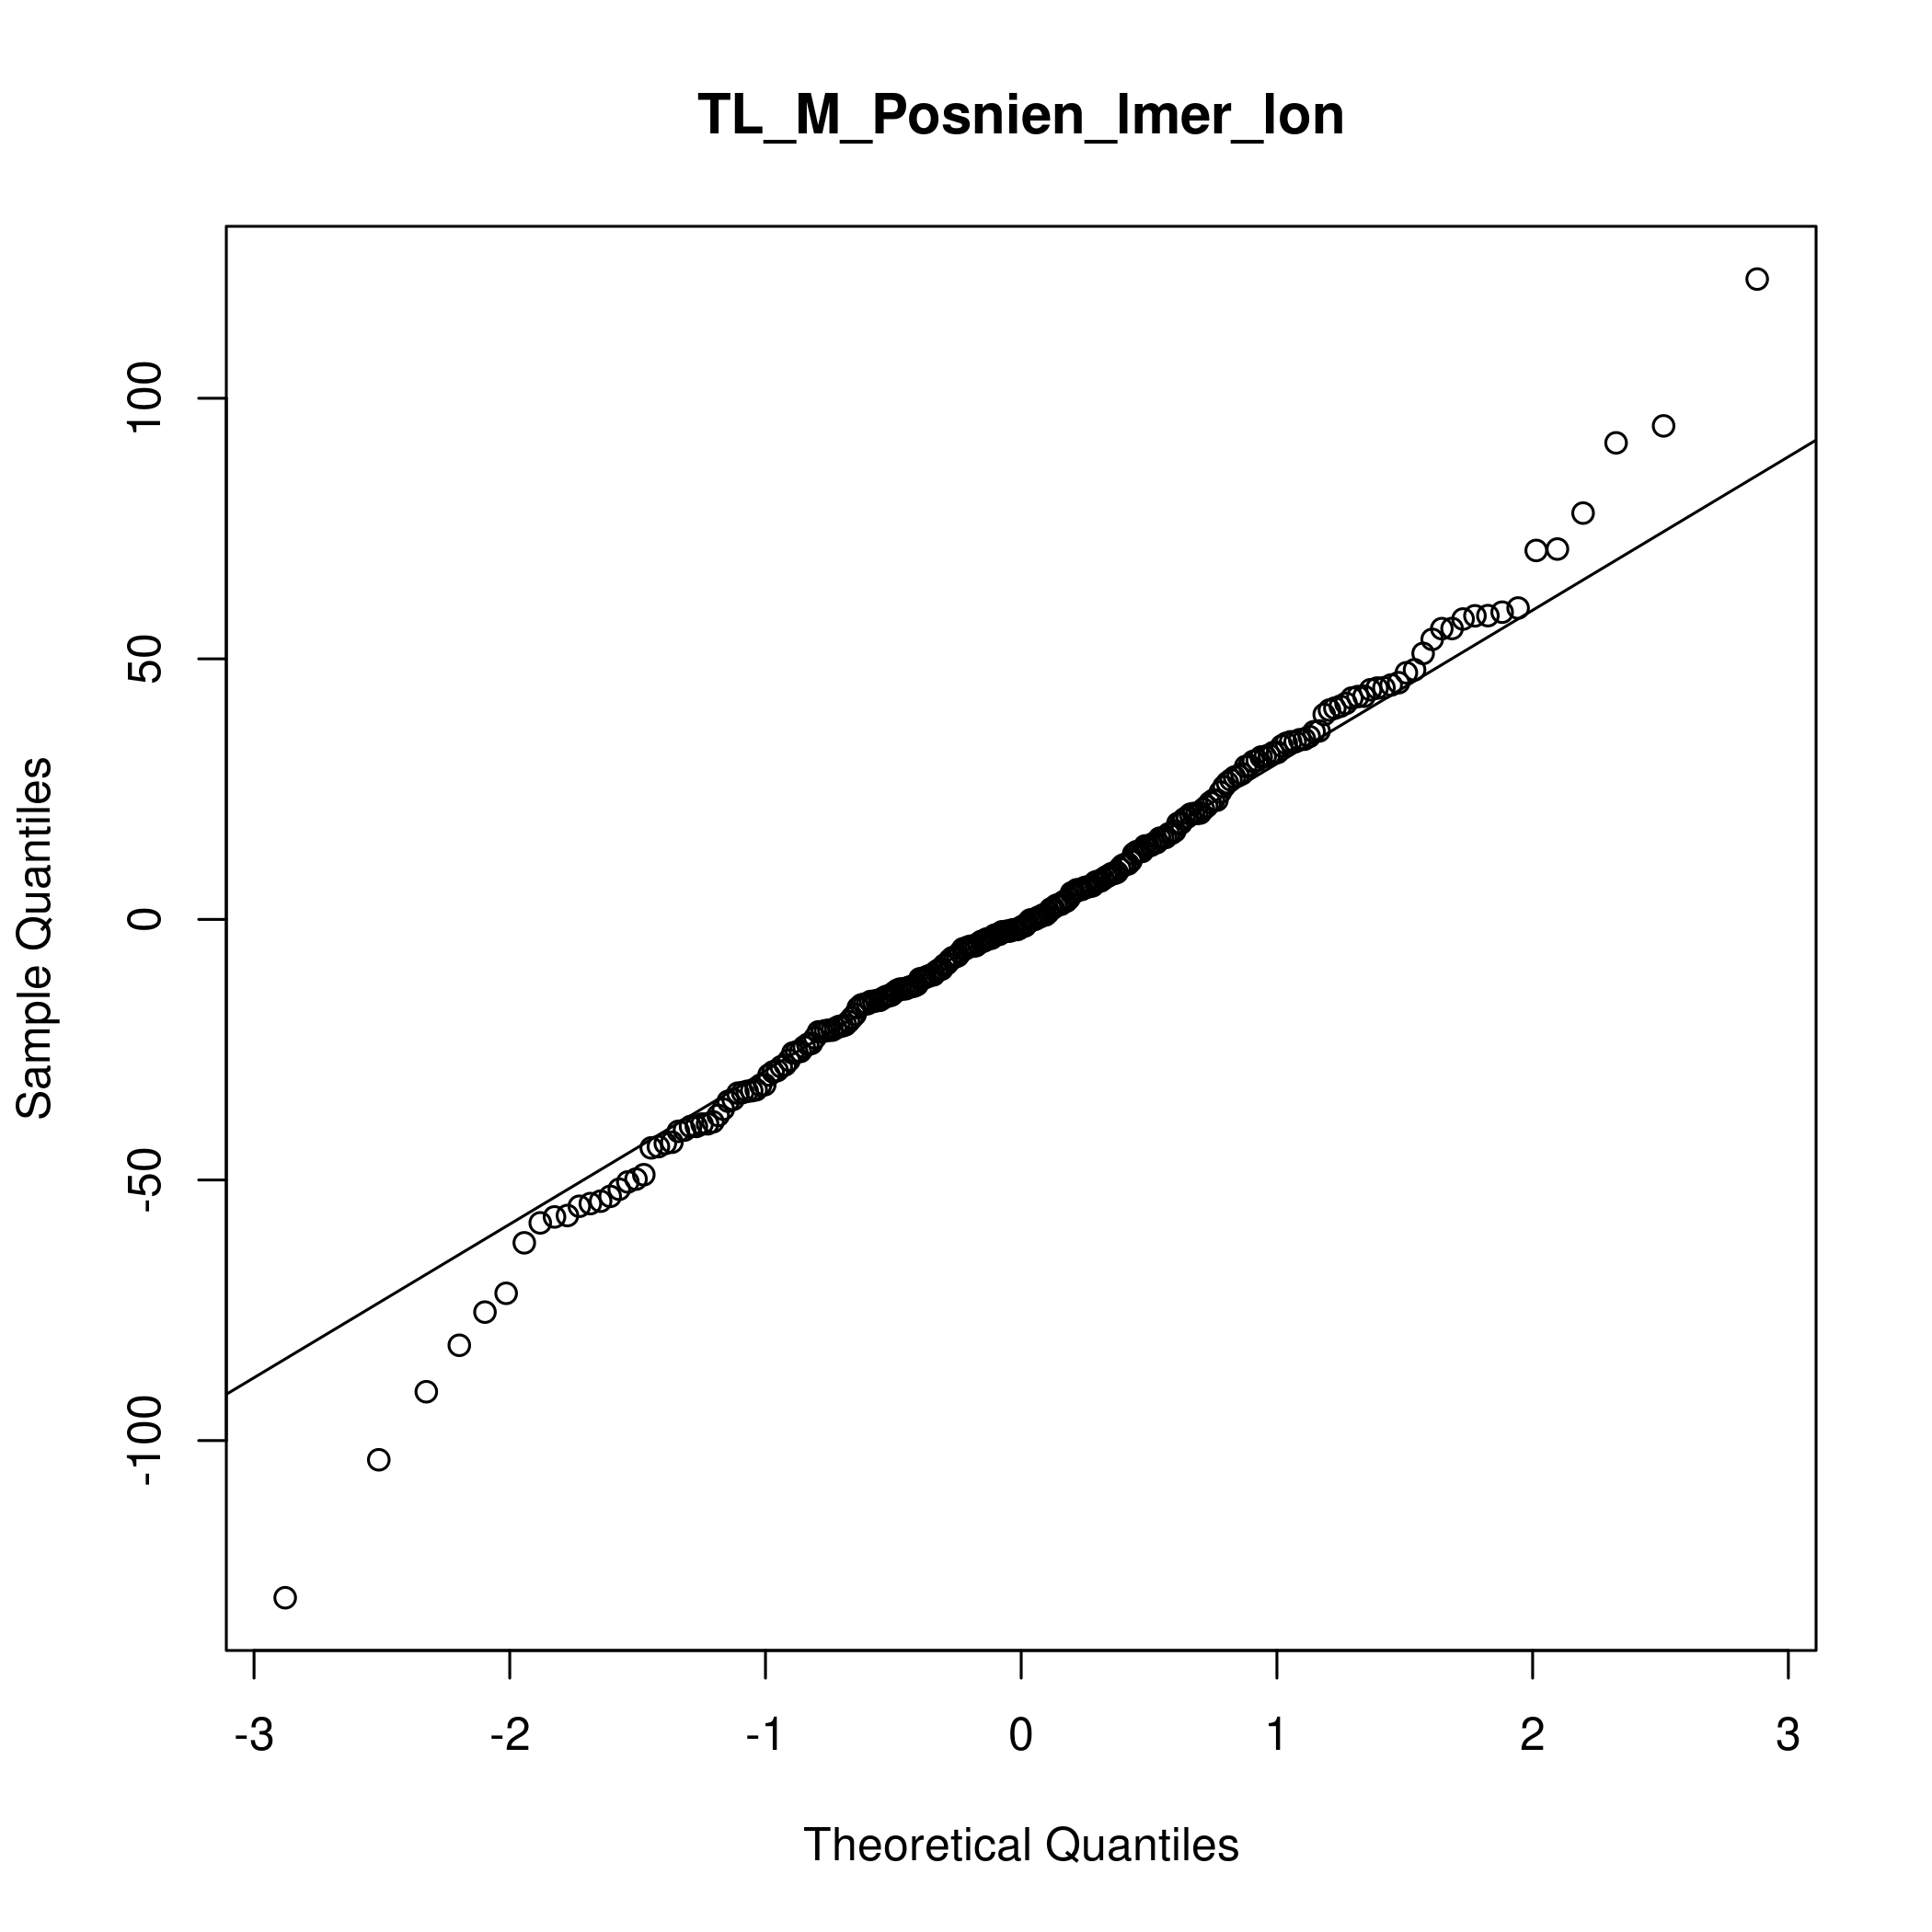 TL_M_Posnien_lmer_lon
100
50
0
-50
-100
Sample Quantiles
-3 -2 -1 0 1 2 3
Theoretical Quantiles